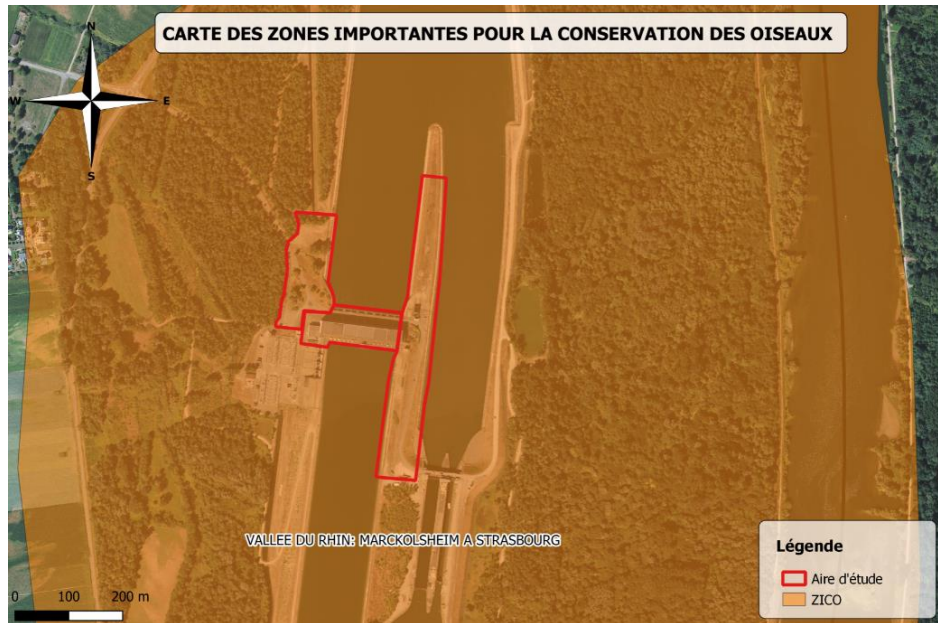 CARTE DES ZONES IMPORTANTES POUR LA CONSERVATION DES OISEAUX
N
W
E
S
VALLEE DU RHIN: MARCKOLSHEIM A STRASBOURG
Légende
Aire d'étude
ZICO
0 100 200 m